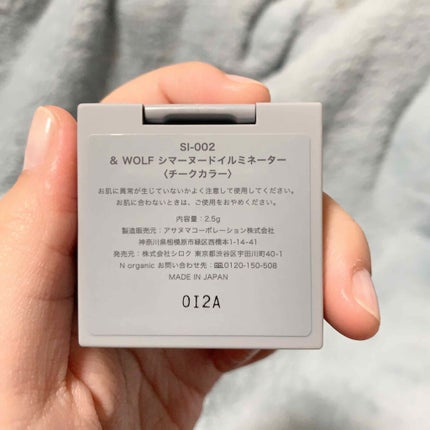 SI-002
& WOLF シマーヌードイルミネーター
〈チークカラー〉
お肌に異常が生じていないかよく注意して使用してください。
お肌に合わないときは、ご使用をおやめください。
内容量：2.5g
製造販売元：アサヌマコーポレーション株式会社
神奈川県相模原市緑区西橋本1-14-41
発売元：株式会社シロク 東京都渋谷区宇田川町40-1
N organic お問い合わせ先：0120-150-508
MADE IN JAPAN
0I2A